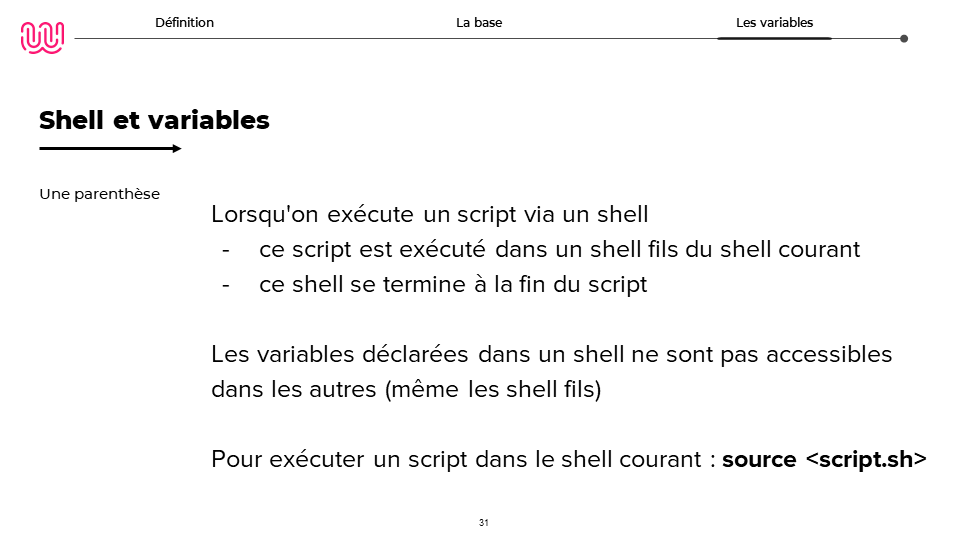 Définition
La base
Les variables
Shell et variables
Une parenthèse
Lorsqu'on exécute un script via un shell
- ce script est exécuté dans un shell fils du shell courant
- ce shell se termine à la fin du script
Les variables déclarées dans un shell ne sont pas accessibles
dans les autres (même les shell fils)
Pour exécuter un script dans le shell courant : source <script.sh>
31